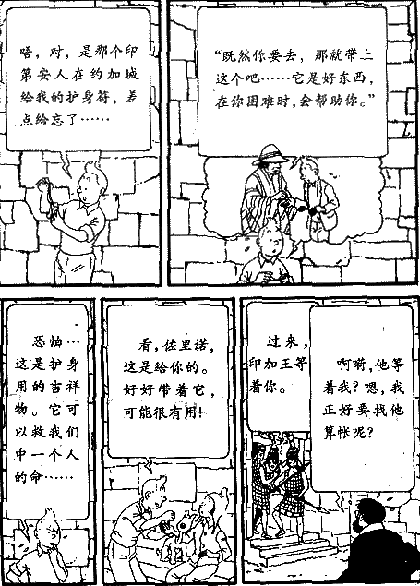 唔，对，是那个印
第安人在约加城
给我的护身符，差
点给忘了……
“既然你要去，那就带上
这个吧……它是好东西，
在你困难时，会帮助你。”
恐怕…
这是护身
用的吉祥
物。它可
以救我们
中一个人
的命……
看，佐里诺，
这是给你的。
好好带着它，
可能很有用！
过来，
印加王等
着你。
啊嗬，他等
着我？嗯，我
正好要找他
算帐呢？